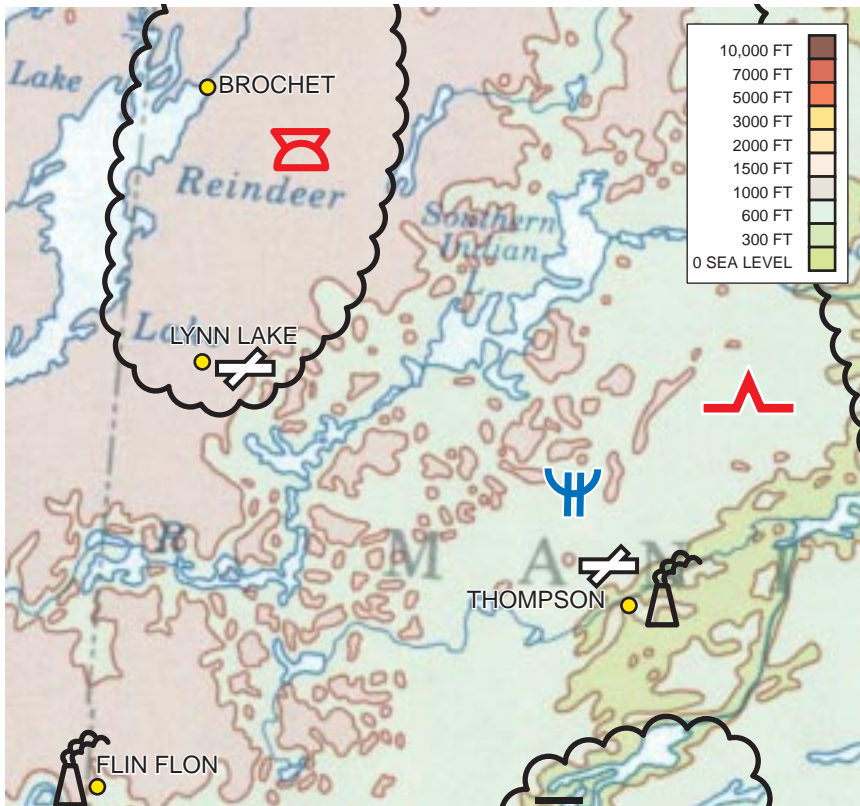 Lake
BROCHET
Reindeer
Southern
Indian
L
Lake
LYNN LAKE
10,000 FT
7000 FT
5000 FT
3000 FT
2000 FT
1500 FT
1000 FT
600 FT
300 FT
0 SEA LEVEL
R
M A N I
THOMPSON
FLIN FLON